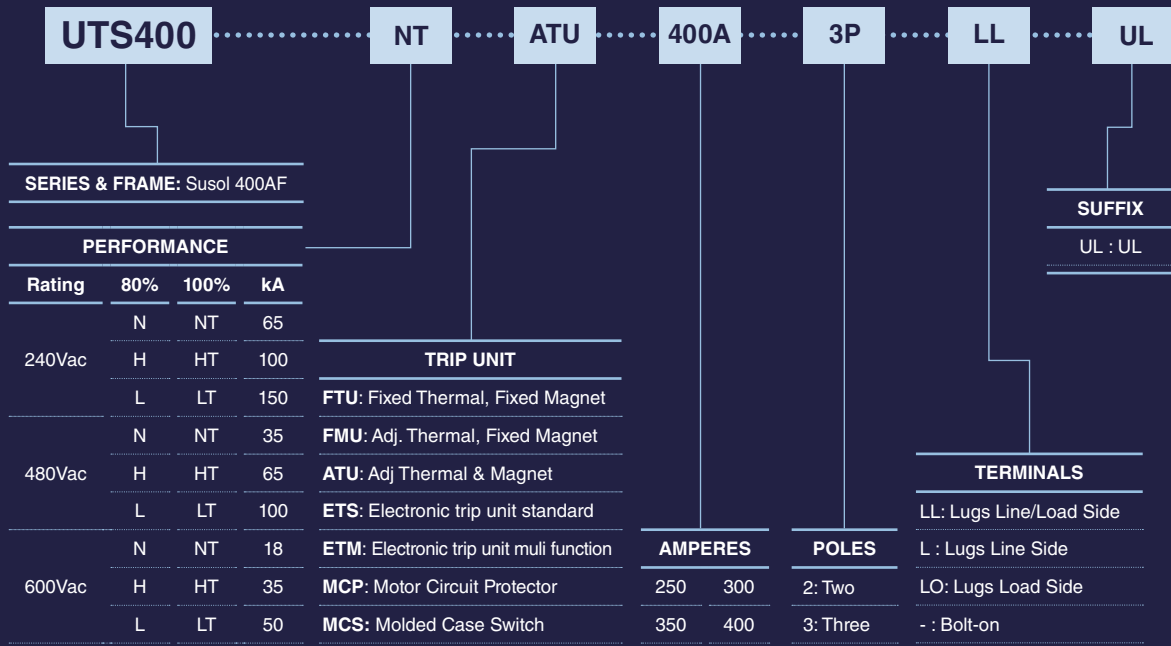 UTS400 NT ATU 400A 3P LL UL
SERIES & FRAME: Susol 400AF
PERFORMANCE
Rating 80% 100% kA
240Vac
N NT 65
H HT 100
L LT 150
480Vac
N NT 35
H HT 65
L LT 100
600Vac
N NT 18
H HT 35
L LT 50
TRIP UNIT
FTU: Fixed Thermal, Fixed Magnet
FMU: Adj. Thermal, Fixed Magnet
ATU: Adj Thermal & Magnet
ETS: Electronic trip unit standard
ETM: Electronic trip unit muli function
MCP: Motor Circuit Protector
MCS: Molded Case Switch
AMPERES
250 300
350 400
POLES
2: Two
3: Three
TERMINALS
LL: Lugs Line/Load Side
L : Lugs Line Side
LO: Lugs Load Side
- : Bolt-on
SUFFIX
UL : UL